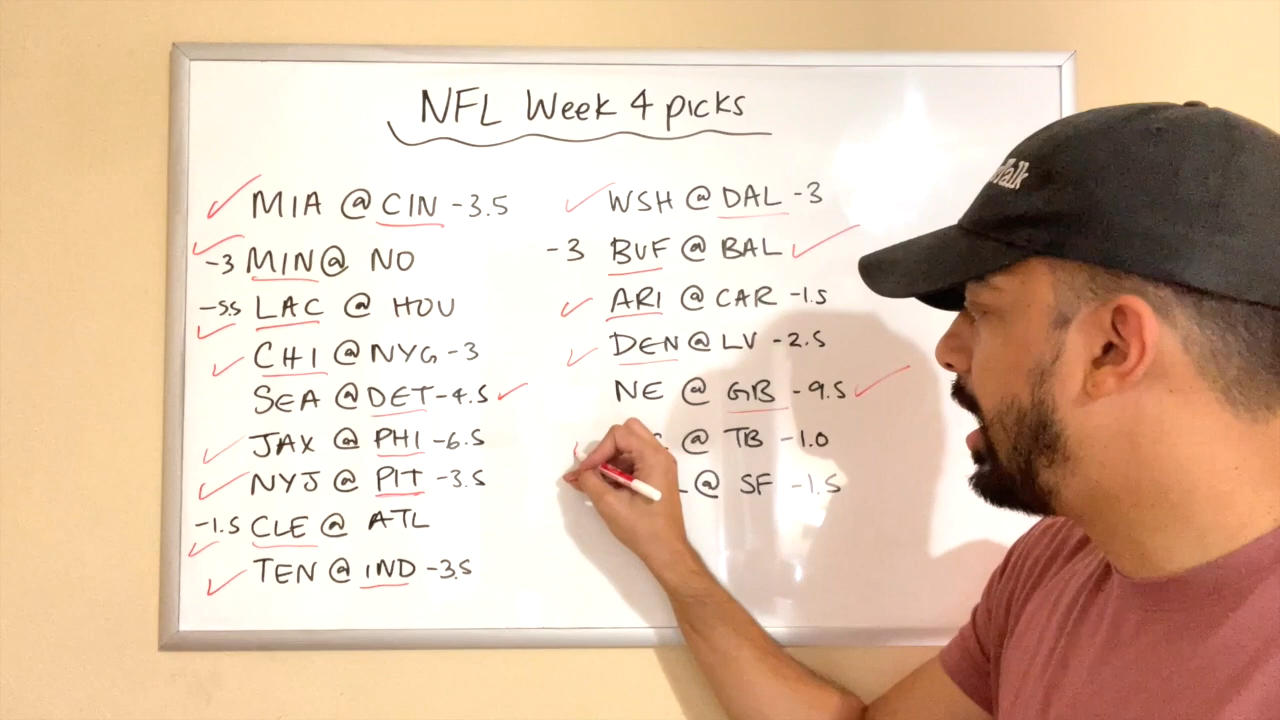 NFL Week 4 picks
MIA @ CIN -3.5
-3 MIN @ NO
-5.5 LAC @ HOU
CHI @ NYG -3
SEA @ DET -4.5
JAX @ PHI -6.5
NYJ @ PIT -3.5
-1.5 CLE @ ATL
TEN @ IND -3.5
WSH @ DAL -3
-3 BUF @ BAL
ARI @ CAR -1.5
DEN @ LV -2.5
NE @ GB -9.5
@ TB -1.0
@ SF -1.5